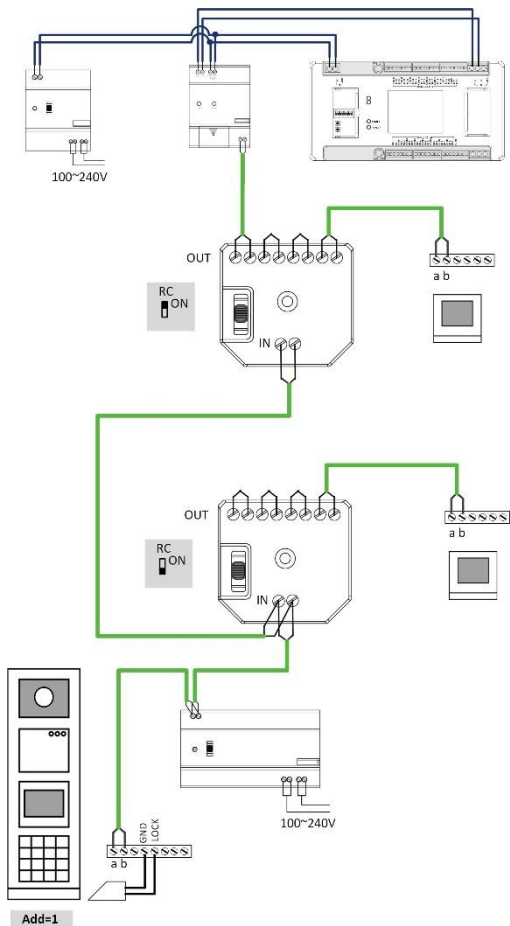 100~240V
OUT
RC
ON
IN
a b
OUT
RC
ON
IN
a b
100~240V
GND
LOCK
a b
Add=1